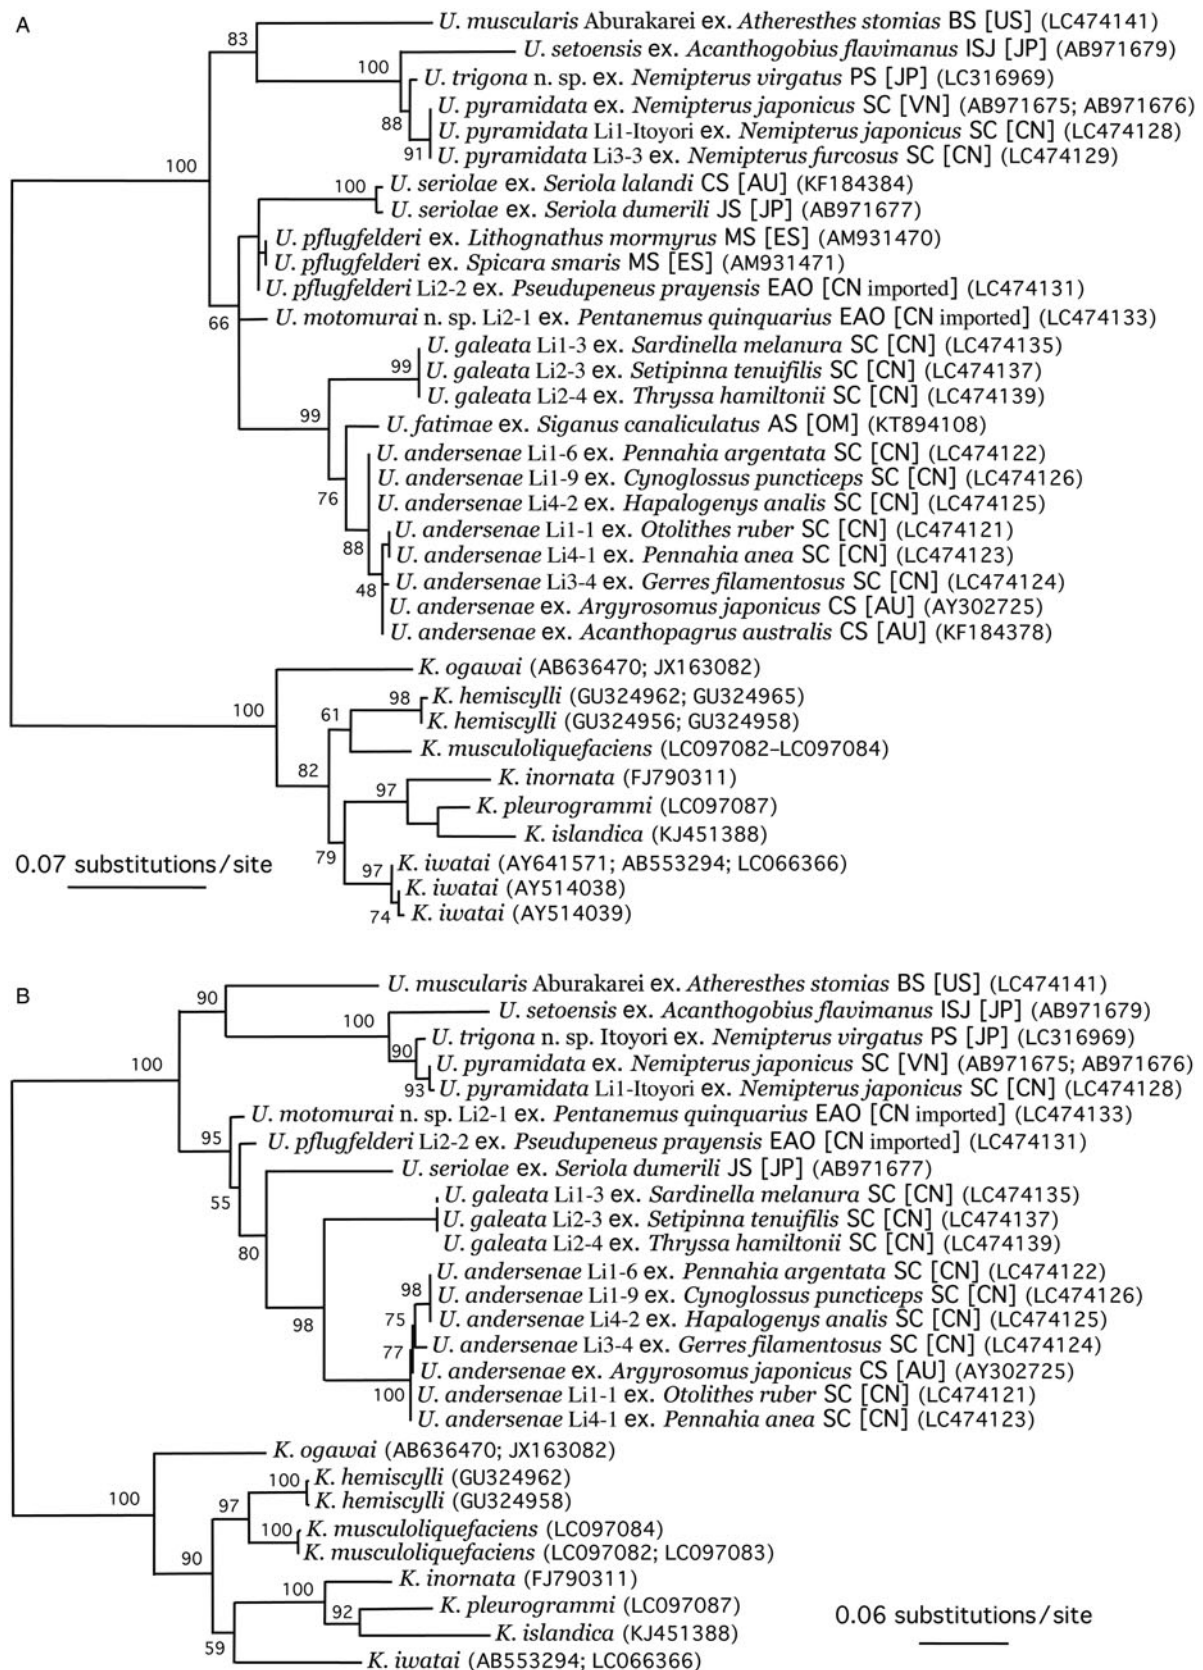 A
83
U. muscularis Aburakarei ex. Atheresthes stomias BS [US] (LC474141)
100
U. setoensis ex. Acanthogobius flavimanus ISJ [JP] (AB971679)
U. trigona n. sp. ex. Nemipterus virgatus PS [JP] (LC316969)
88
U. pyramidata ex. Nemipterus japonicus SC [VN] (AB971675; AB971676)
U. pyramidata Li1-Itoyori ex. Nemipterus japonicus SC [CN] (LC474128)
91
U. pyramidata Li3-3 ex. Nemipterus furcosus SC [CN] (LC474129)
100
100
U. seriolae ex. Seriola lalandi CS [AU] (KF184384)
U. seriolae ex. Seriola dumerili JS [JP] (AB971677)
U. pflugfelderi ex. Lithognathus mormyrus MS [ES] (AM931470)
U. pflugfelderi ex. Spicara smaris MS [ES] (AM931471)
U. pflugfelderi Li2-2 ex. Pseudupeneus prayensis EAO [CN imported] (LC474131)
66
U. motomurai n. sp. Li2-1 ex. Pentanemus quinquarius EAO [CN imported] (LC474133)
U. galeata Li1-3 ex. Sardinella melanura SC [CN] (LC474135)
99
U. galeata Li2-3 ex. Setipinna tenuifilis SC [CN] (LC474137)
U. galeata Li2-4 ex. Thryssa hamiltonii SC [CN] (LC474139)
99
U. fatimae ex. Siganus canaliculatus AS [OM] (KT894108)
U. andersenae Li1-6 ex. Pennahia argentata SC [CN] (LC474122)
U. andersenae Li1-9 ex. Cynoglossus puncticeps SC [CN] (LC474126)
76
U. andersenae Li4-2 ex. Hapalogenys analis SC [CN] (LC474125)
U. andersenae Li1-1 ex. Otolithes ruber SC [CN] (LC474121)
88
U. andersenae Li4-1 ex. Pennahia anea SC [CN] (LC474123)
48
U. andersenae Li3-4 ex. Gerres filamentosus SC [CN] (LC474124)
U. andersenae ex. Argyrosomus japonicus CS [AU] (AY302725)
U. andersenae ex. Acanthopagrus australis CS [AU] (KF184378)
K. ogawai (AB636470; JX163082)
100
98
K. hemiscylli (GU324962; GU324965)
61
K. hemiscylli (GU324956; GU324958)
K. musculoliquefaciens (LC097082–LC097084)
82
K. inornata (FJ790311)
97
K. pleurogrammi (LC097087)
K. islandica (KJ451388)
79
0.07 substitutions/site
97
K. iwatai (AY641571; AB553294; LC066366)
K. iwatai (AY514038)
74
K. iwatai (AY514039)
B
90
U. muscularis Aburakarei ex. Atheresthes stomias BS [US] (LC474141)
100
U. setoensis ex. Acanthogobius flavimanus ISJ [JP] (AB971679)
U. trigona n. sp. Itoyori ex. Nemipterus virgatus PS [JP] (LC316969)
90
U. pyramidata ex. Nemipterus japonicus SC [VN] (AB971675; AB971676)
100
93
U. pyramidata Li1-Itoyori ex. Nemipterus japonicus SC [CN] (LC474128)
U. motomurai n. sp. Li2-1 ex. Pentanemus quinquarius EAO [CN imported] (LC474133)
95
U. pflugfelderi Li2-2 ex. Pseudupeneus prayensis EAO [CN imported] (LC474131)
U. seriolae ex. Seriola dumerili JS [JP] (AB971677)
55
U. galeata Li1-3 ex. Sardinella melanura SC [CN] (LC474135)
U. galeata Li2-3 ex. Setipinna tenuifilis SC [CN] (LC474137)
80
U. galeata Li2-4 ex. Thryssa hamiltonii SC [CN] (LC474139)
U. andersenae Li1-6 ex. Pennahia argentata SC [CN] (LC474122)
98
U. andersenae Li1-9 ex. Cynoglossus puncticeps SC [CN] (LC474126)
98
75
U. andersenae Li4-2 ex. Hapalogenys analis SC [CN] (LC474125)
U. andersenae Li3-4 ex. Gerres filamentosus SC [CN] (LC474124)
77
U. andersenae ex. Argyrosomus japonicus CS [AU] (AY302725)
100
U. andersenae Li1-1 ex. Otolithes ruber SC [CN] (LC474121)
U. andersenae Li4-1 ex. Pennahia anea SC [CN] (LC474123)
K. ogawai (AB636470; JX163082)
100
K. hemiscylli (GU324962)
100
97
K. hemiscylli (GU324958)
100
K. musculoliquefaciens (LC097084)
K. musculoliquefaciens (LC097082; LC097083)
90
K. inornata (FJ790311)
100
K. pleurogrammi (LC097087)
92
K. islandica (KJ451388)
0.06 substitutions/site
59
K. iwatai (AB553294; LC066366)